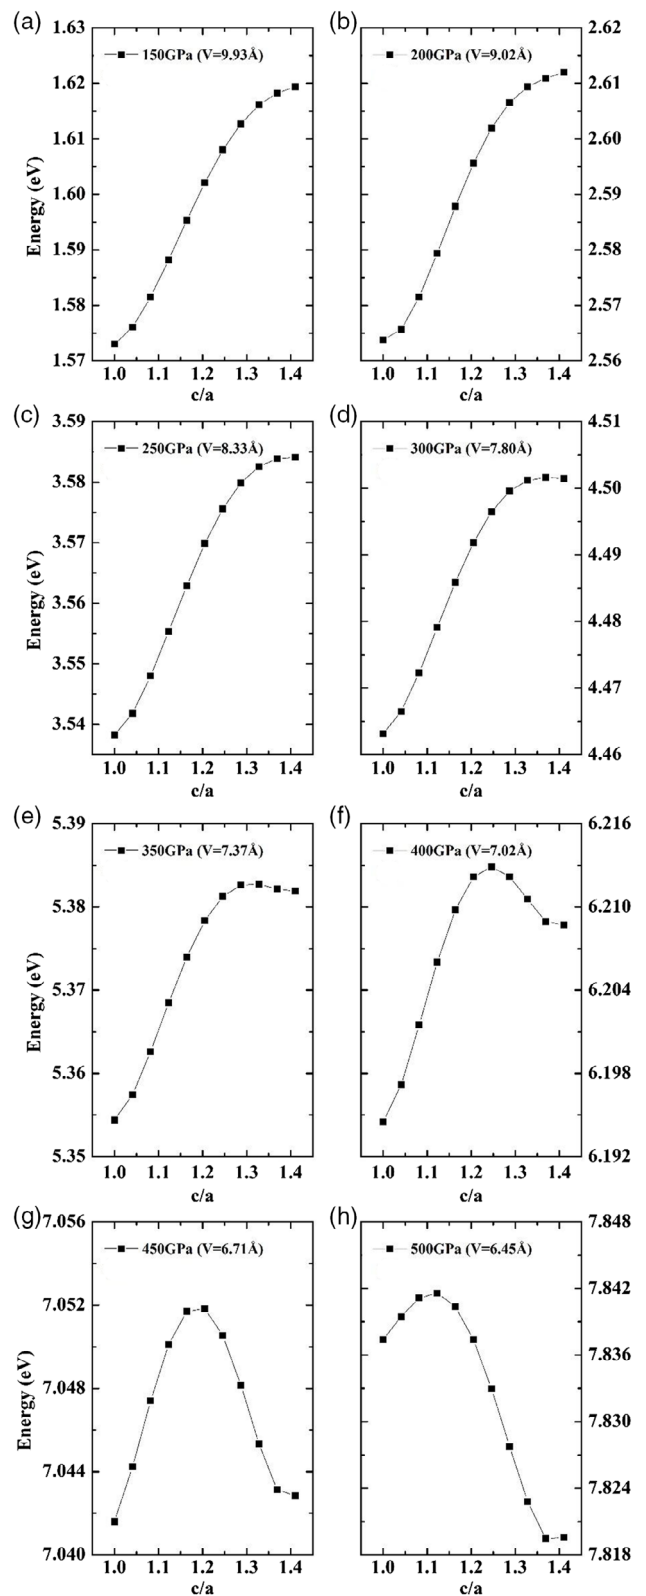 (a)
150GPa (V=9.93Å)
1.63
1.62
1.61
1.60
1.59
1.58
1.57
Energy (eV)
1.0 1.1 1.2 1.3 1.4
c/a
(b)
200GPa (V=9.02Å)
2.62
2.61
2.60
2.59
2.58
2.57
2.56
1.0 1.1 1.2 1.3 1.4
c/a
(c)
250GPa (V=8.33Å)
3.59
3.58
3.57
3.56
3.55
3.54
Energy (eV)
1.0 1.1 1.2 1.3 1.4
c/a
(d)
300GPa (V=7.80Å)
4.51
4.50
4.49
4.48
4.47
4.46
1.0 1.1 1.2 1.3 1.4
c/a
(e)
350GPa (V=7.37Å)
5.39
5.38
5.37
5.36
5.35
Energy (eV)
1.0 1.1 1.2 1.3 1.4
c/a
(f)
400GPa (V=7.02Å)
6.216
6.210
6.204
6.198
6.192
1.0 1.1 1.2 1.3 1.4
c/a
(g)
450GPa (V=6.71Å)
7.056
7.052
7.048
7.044
7.040
Energy (eV)
1.0 1.1 1.2 1.3 1.4
c/a
(h)
500GPa (V=6.45Å)
7.848
7.842
7.836
7.830
7.824
7.818
1.0 1.1 1.2 1.3 1.4
c/a